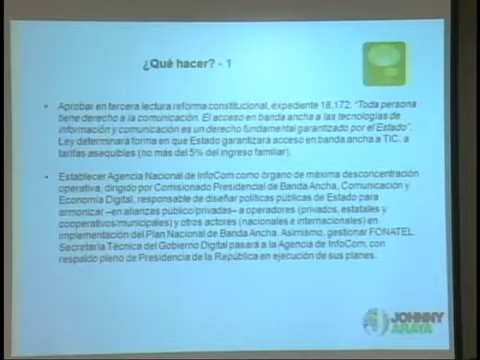 ¿Qué hacer? - 1
• Aprobar en tercera lectura reforma constitucional, expediente 18.172: "Toda persona
tiene derecho a la comunicación. El acceso en banda ancha a las tecnologías de
información y comunicación es un derecho fundamental garantizado por el Estado".
Ley determinará forma en que Estado garantizará acceso en banda ancha a TIC, a
tarifas asequibles (no más del 5% del ingreso familiar).
• Establecer Agencia Nacional de InfoCom como órgano de máxima desconcentración
operativa, dirigido por Comisionado Presidencial de Banda Ancha, Comunicación y
Economía Digital, responsable de diseñar políticas públicas de Estado para
armonizar –en alianzas público/privadas– a operadores (privados, estatales y
cooperativos/municipales) y otros actores (nacionales e internacionales) en
implementación del Plan Nacional de Banda Ancha. Asimismo, gestionar FONATEL.
Secretaría Técnica del Gobierno Digital pasará a la Agencia de InfoCom, con
respaldo pleno de Presidencia de la República en ejecución de sus planes.
JOHNNY
ARAYA